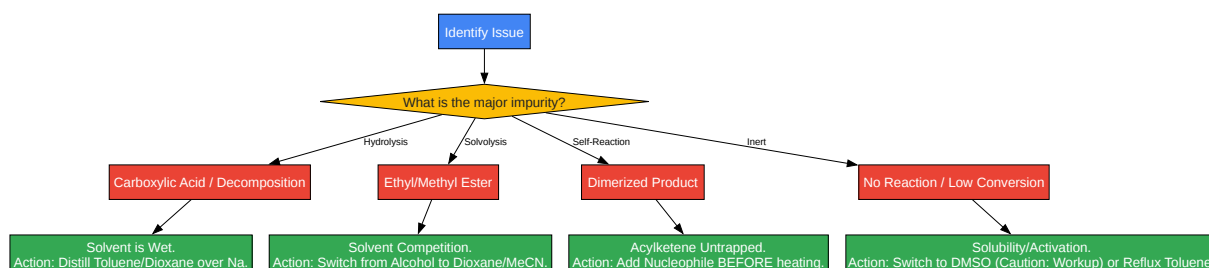 Identify Issue
What is the major impurity?
Hydrolysis
Solvolysis
Self-Reaction
Inert
Carboxylic Acid / Decomposition
Ethyl/Methyl Ester
Dimerized Product
No Reaction / Low Conversion
Solvent is Wet.
Action: Distill Toluene/Dioxane over Na.
Solvent Competition.
Action: Switch from Alcohol to Dioxane/MeCN.
Acylketene Untrapped.
Action: Add Nucleophile BEFORE heating.
Solubility/Activation.
Action: Switch to DMSO (Caution: Workup) or Reflux Toluene